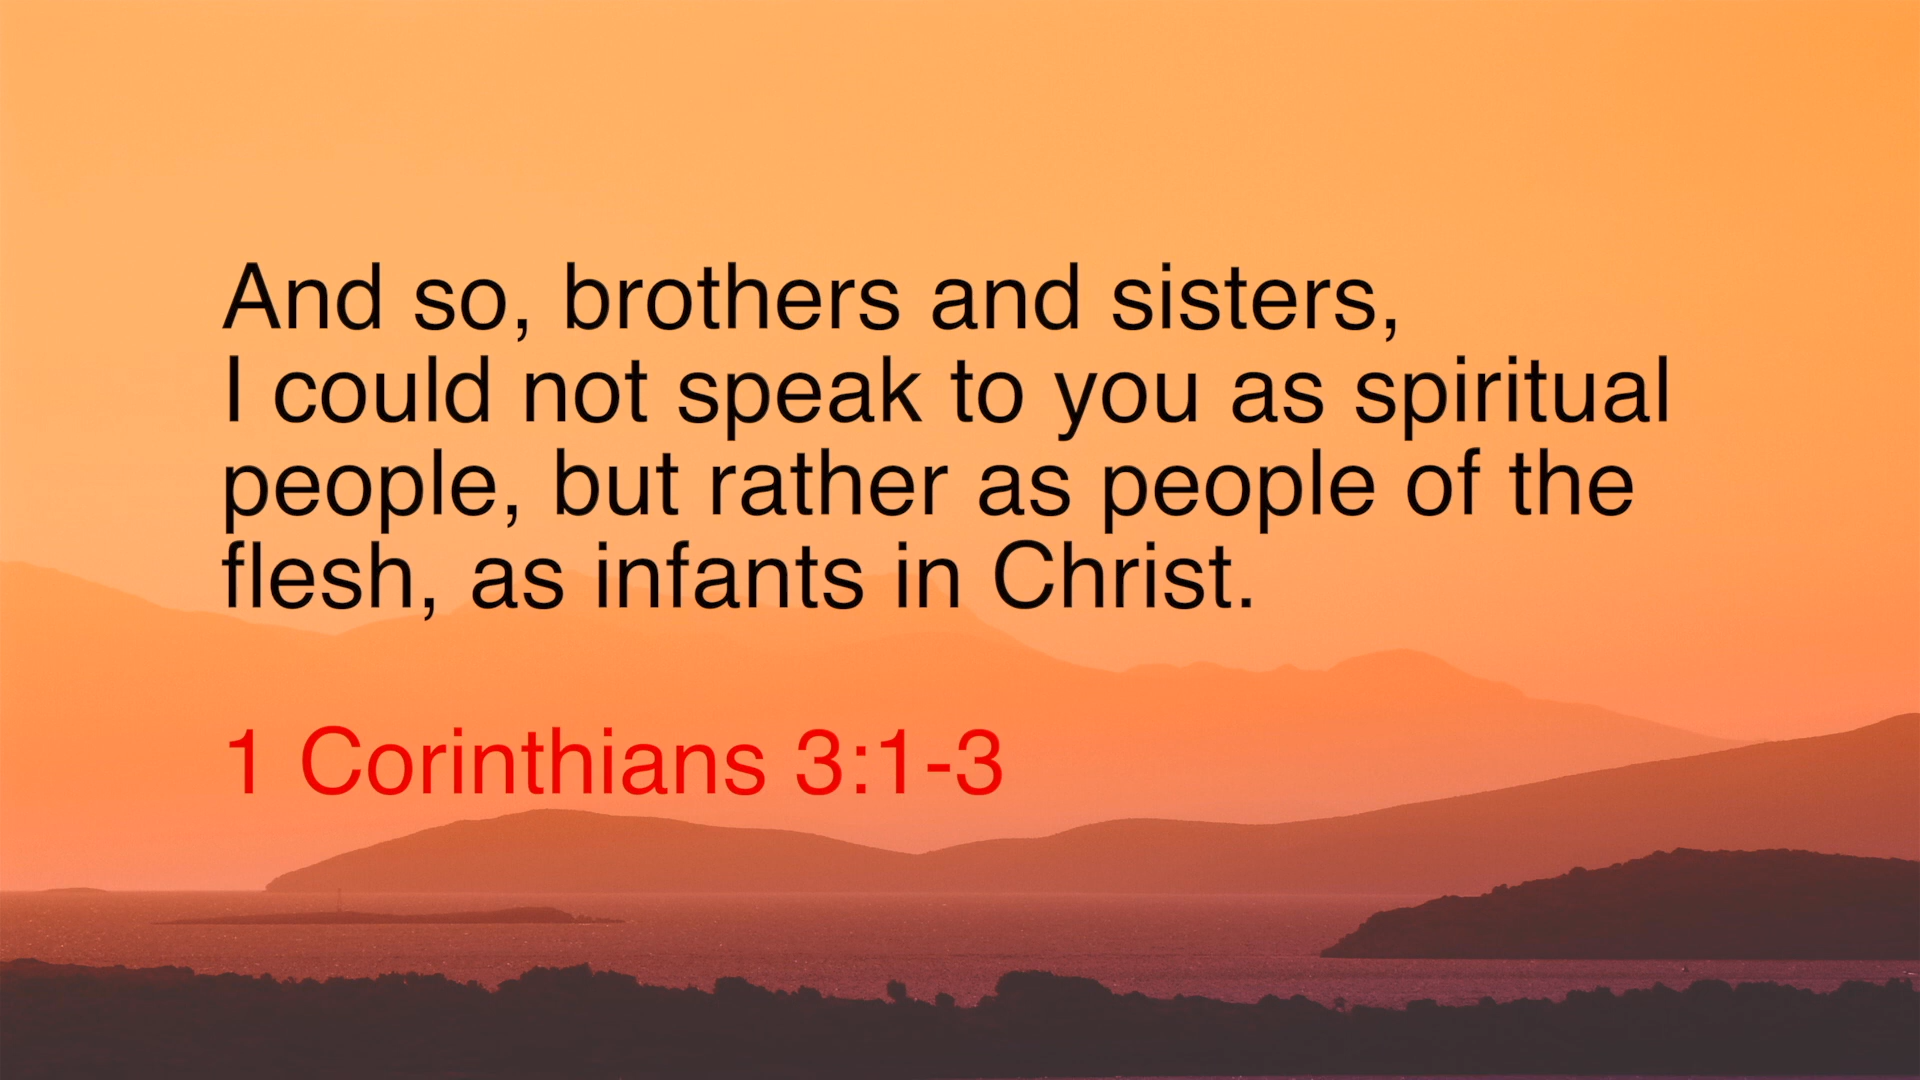 And so, brothers and sisters,
I could not speak to you as spiritual
people, but rather as people of the
flesh, as infants in Christ.
1 Corinthians 3:1-3